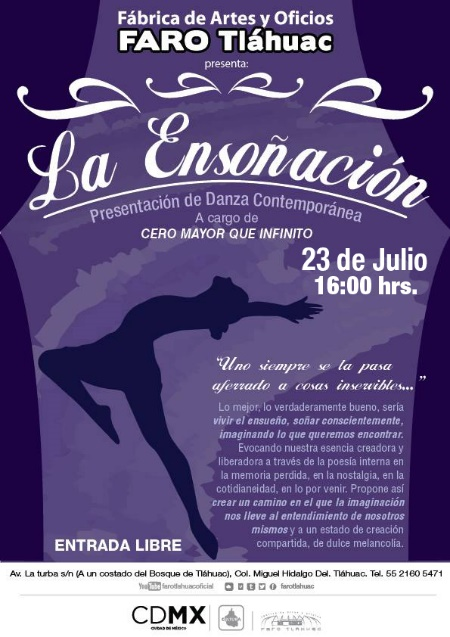 Fábrica de Artes y Oficios
FARO Tláhuac
presenta:
La Ensoñación
Presentación de Danza Contemporánea
A cargo de
CERO MAYOR QUE INFINITO
23 de Julio
16:00 hrs.
"Uno siempre se la pasa
aferrado a cosas inservibles..."
Lo mejor, lo verdaderamente bueno, sería
vivir el ensueño, soñar conscientemente,
imaginando lo que queremos encontrar.
Evocando nuestra esencia creadora y
liberadora a través de la poesía interna en
la memoria perdida, en la nostalgia, en la
cotidianeidad, en lo por venir. Propone así
crear un camino en el que la imaginación
nos lleve al entendimiento de nosotros
mismos y a un estado de creación
compartida, de dulce melancolía.
ENTRADA LIBRE
Av. La turba s/n (A un costado del Bosque de Tláhuac), Col. Miguel Hidalgo Del. Tláhuac. Tel. 55 2160 5471
YouTube farotlahuacoficial farotlahuac
CDMX
CIUDAD DE MÉXICO
FARO TLÁHUAC